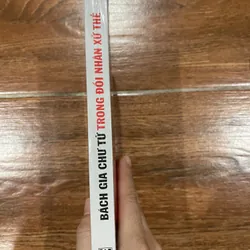 BÁCH GIA CHƯ TỬ TRONG ĐỐI NHÂN XỬ THẾ